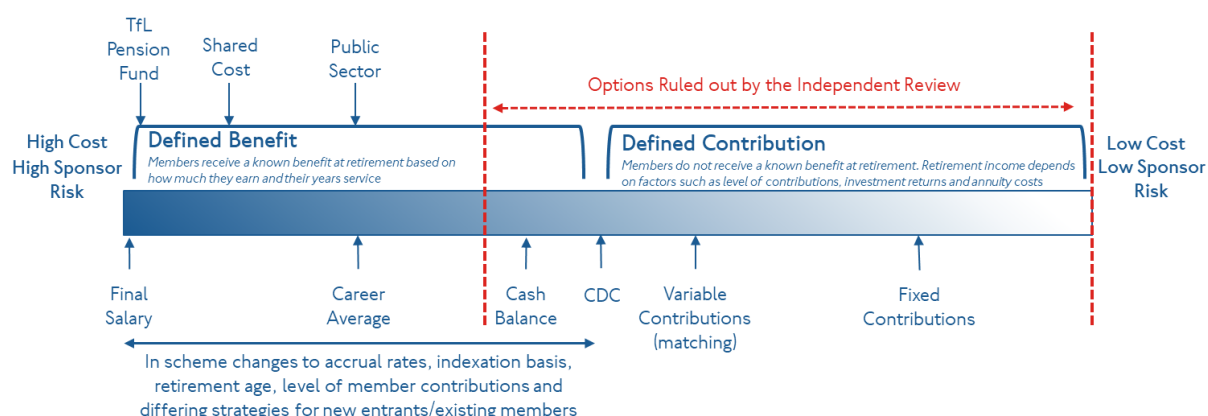 TfL
Pension
Fund
Shared
Cost
Public
Sector
Options Ruled out by the Independent Review
High Cost
High Sponsor
Risk
Defined Benefit
Members receive a known benefit at retirement based on
how much they earn and their years service
Defined Contribution
Members do not receive a known benefit at retirement. Retirement income depends
on factors such as level of contributions, investment returns and annuity costs
Low Cost
Low Sponsor
Risk
Final
Salary
Career
Average
Cash
Balance
CDC
Variable
Contributions
(matching)
Fixed
Contributions
In scheme changes to accrual rates, indexation basis,
retirement age, level of member contributions and
differing strategies for new entrants/existing members